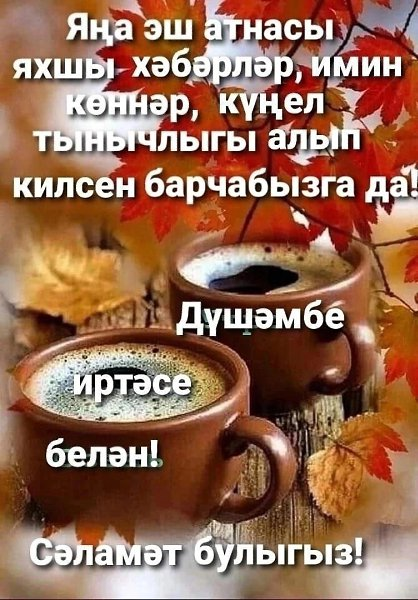 Яңа эш атнасы
яхшы хәбәрләр, имин
көннәр, күңел
тынычлыгы алып
килсен барчабызга да!
Дүшәмбе
иртәсе
белән!
Сәламәт булыгыз!